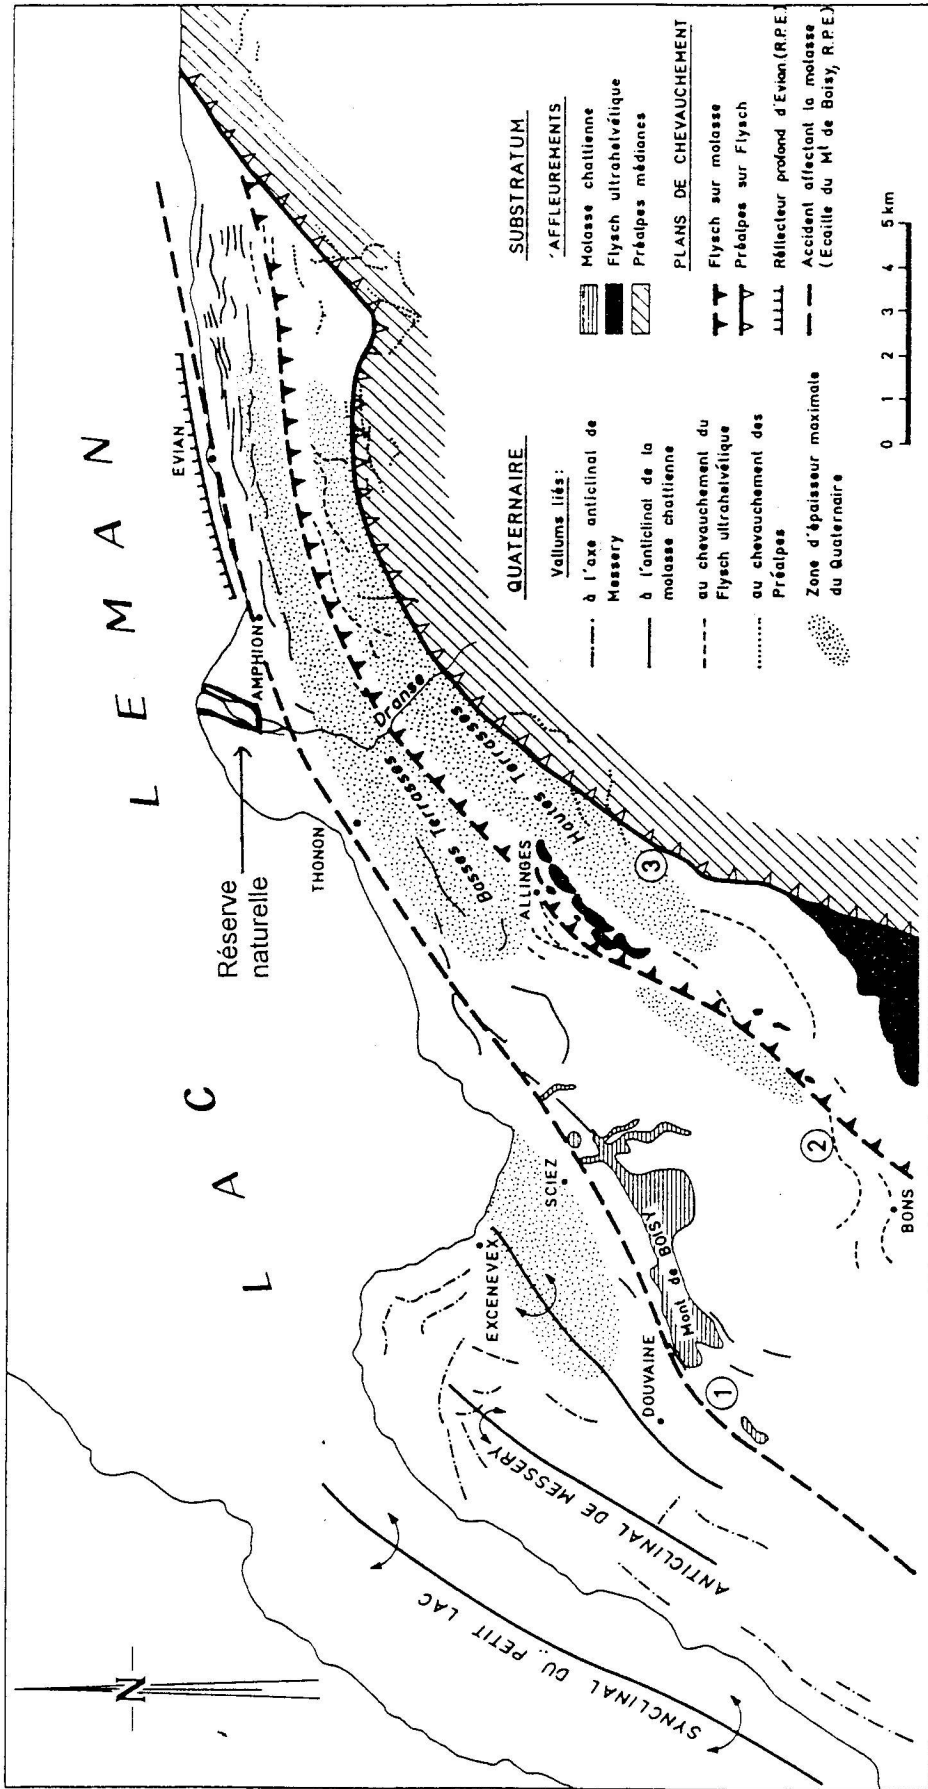 LAC LEMAN
N
SYNCLINAL DU PETIT LAC
ANTICLINAL DE MESSERY
EXCENEVEX
DOUVAINE
SCIEZ
Mont de BOISY
1
2
3
BONS
ALLINGES
THONON
Réserve
naturelle
AMPHION
EVIAN
Dranse
Basses Terrasses
Hautes Terrasses
QUATERNAIRE
Vallums liés :
à l'axe anticlinal de
Messery
à l'anticlinal de la
molasse chattienne
au chevauchement du
Flysch ultrahelvétique
au chevauchement des
Préalpes
Zone d'épaisseur maximale
du Quaternaire
SUBSTRATUM
AFFLEUREMENTS
Molasse chattienne
Flysch ultrahelvétique
Préalpes médianes
PLANS DE CHEVAUCHEMENT
Flysch sur molasse
Préalpes sur Flysch
Réflecteur profond d'Evian (R.P.E.)
Accident affectant la molasse
(Ecaille du Mt de Boisy, R.P.E.)
0 1 2 3 4 5 km